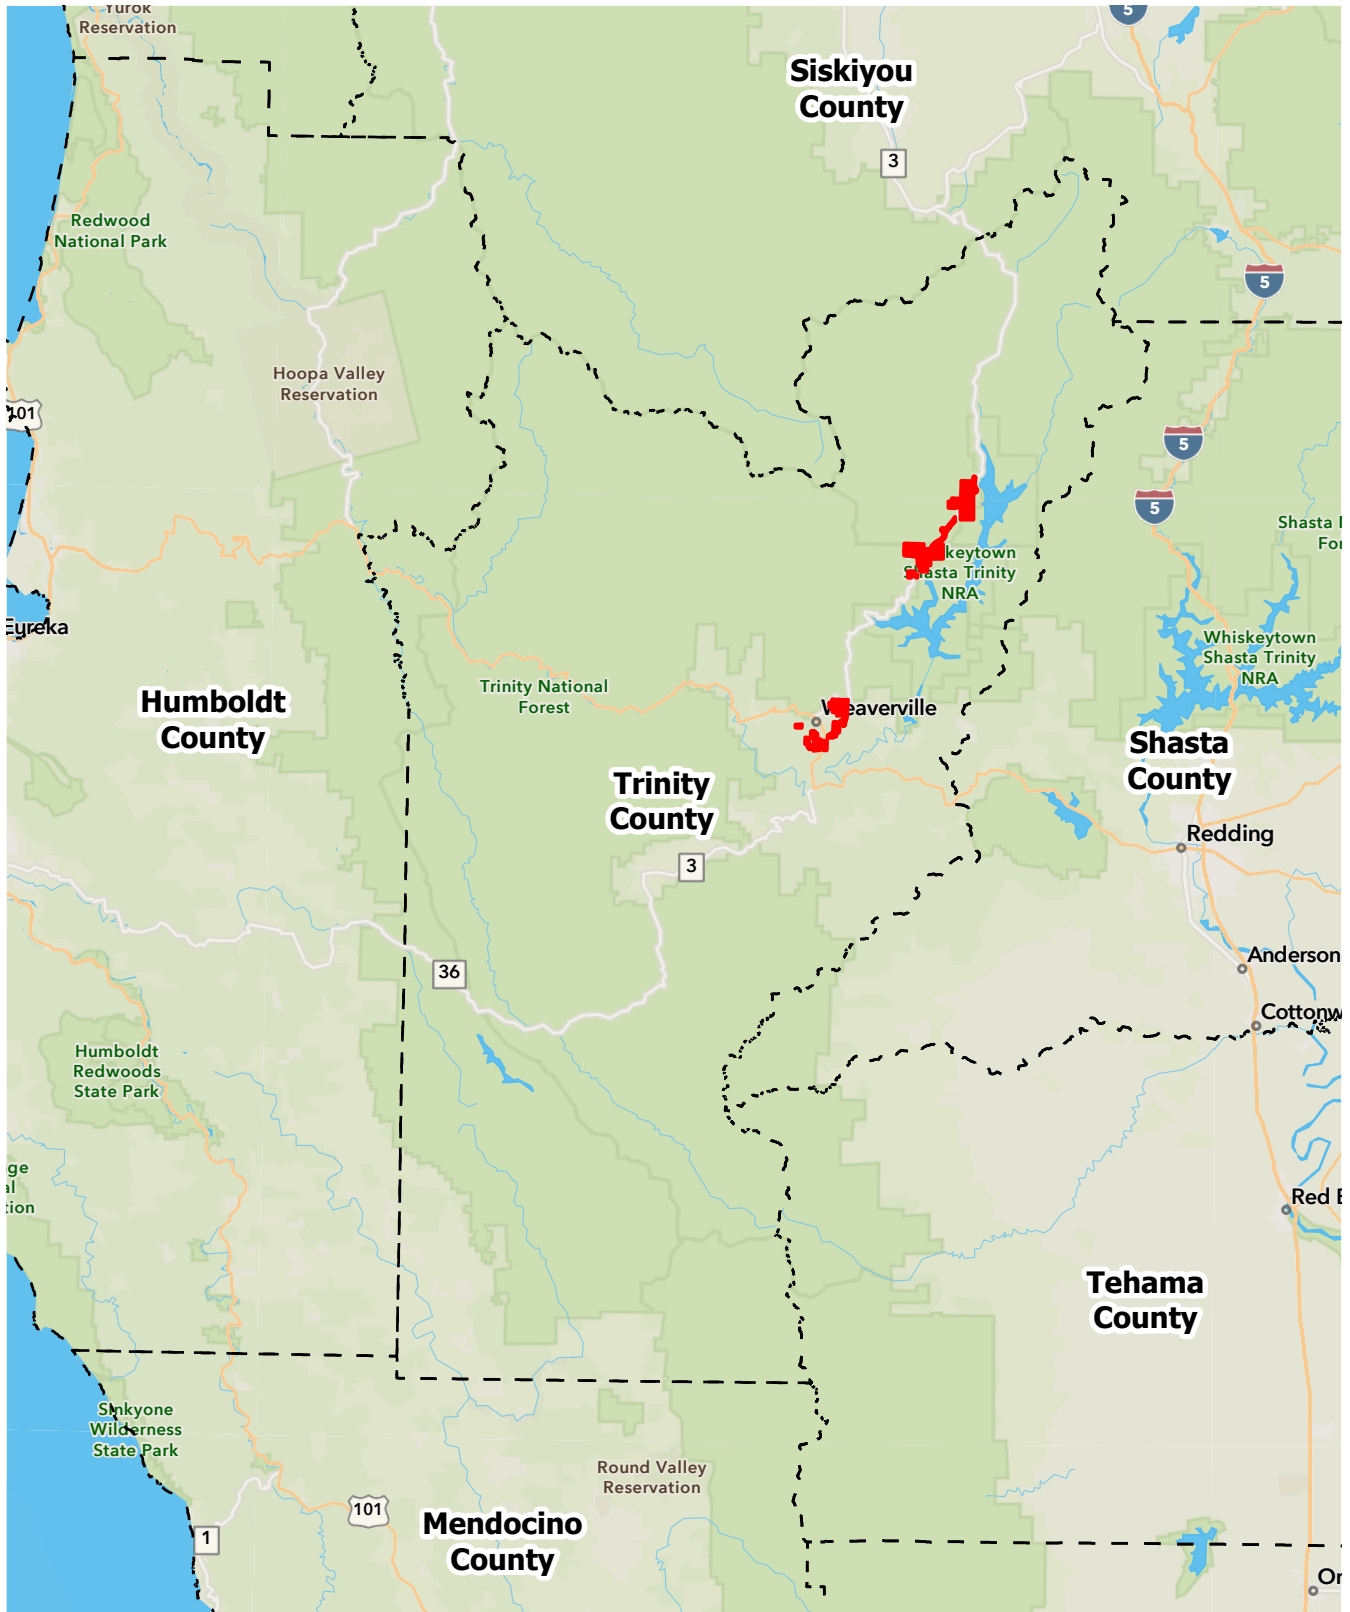 Yurok
Reservation
5
Siskiyou
County
3
Redwood
National Park
5
Hoopa Valley
Reservation
101
5
5
Shasta
keytown
Shasta Trinity
NRA
Eureka
Whiskeytown
Shasta Trinity
NRA
Trinity National
Forest
Humboldt
County
Weaverville
Shasta
County
Trinity
County
Redding
3
Anderson
36
Cottonw
Humboldt
Redwoods
State Park
ge
al
tion
Red
Tehama
County
Sinkyone
Wilderness
State Park
Round Valley
Reservation
101
Mendocino
County
1
Or